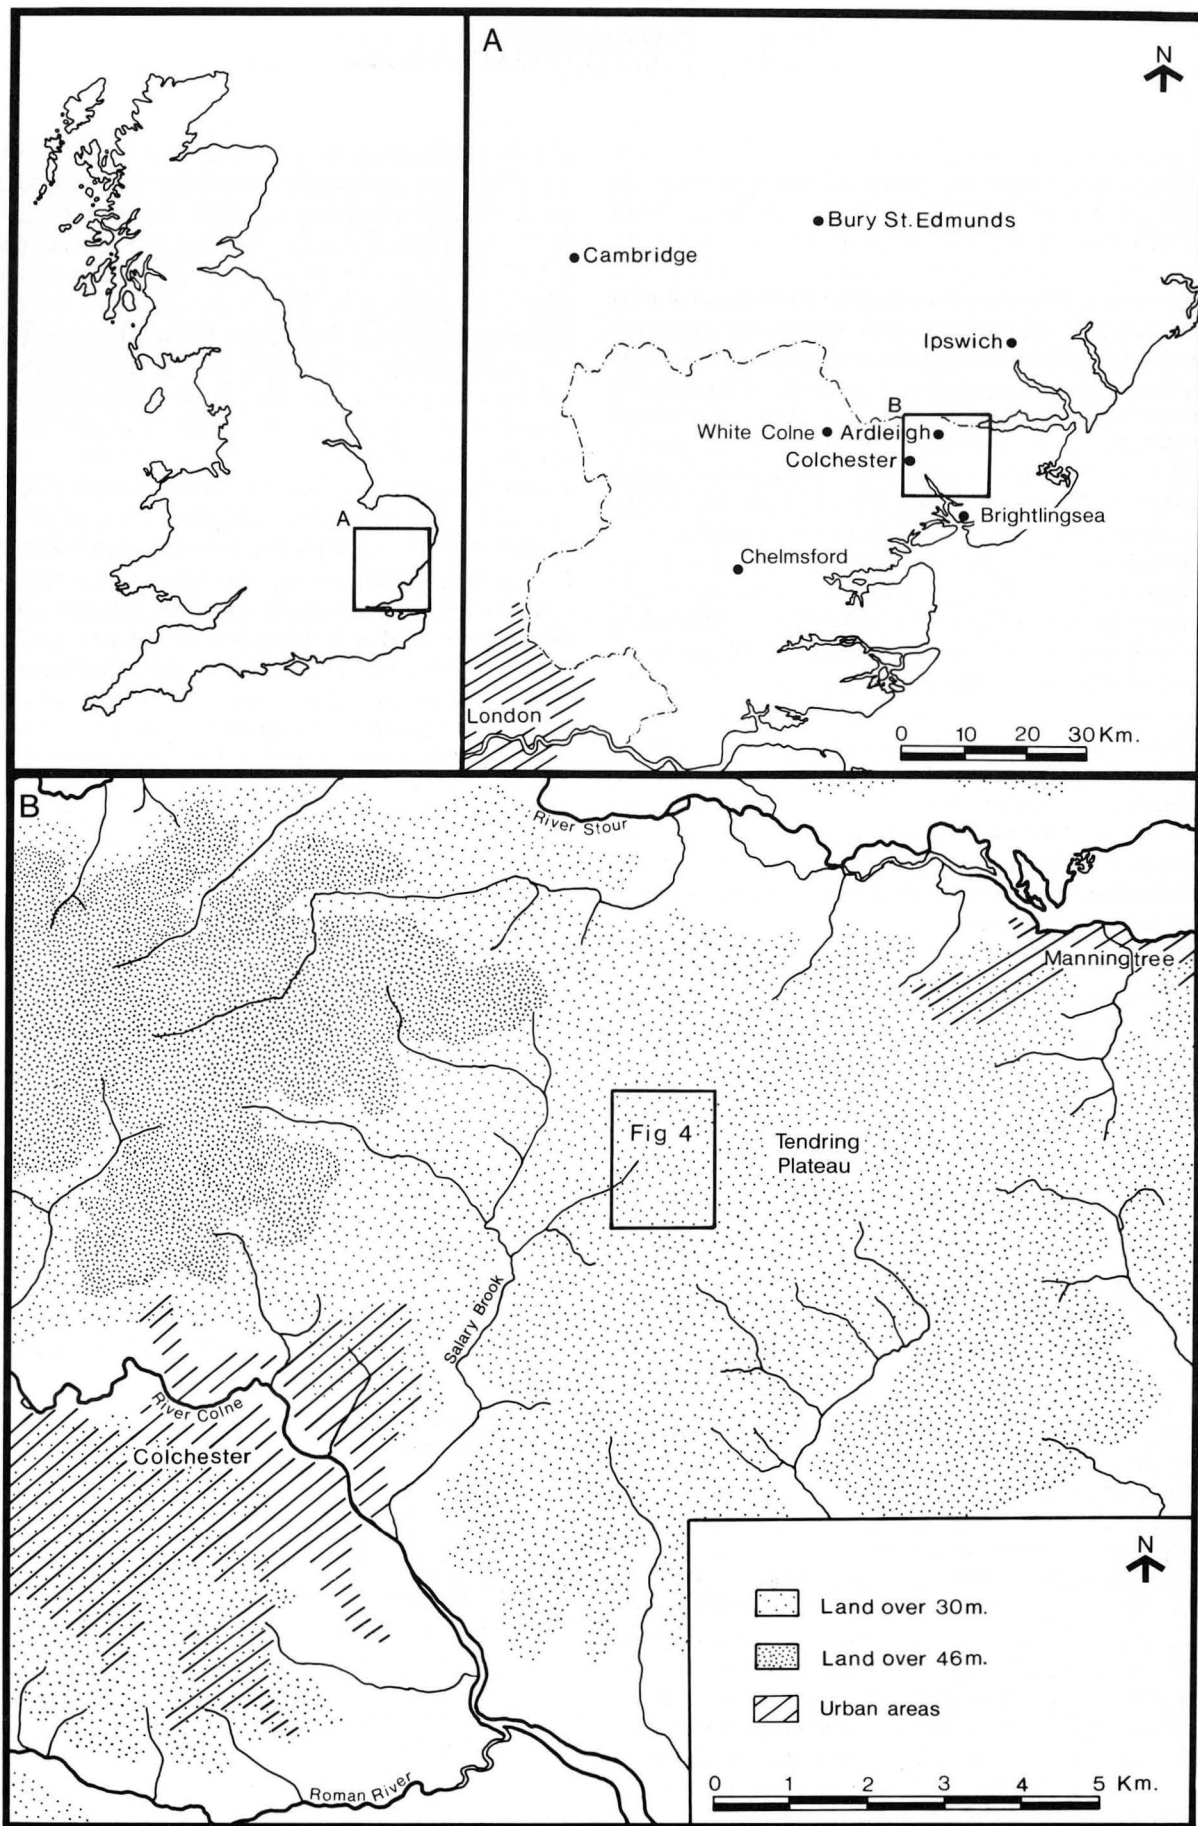 A
A
N
Bury St.Edmunds
Cambridge
Ipswich
B
White Colne
Ardleigh
Colchester
Brightlingsea
Chelmsford
London
0 10 20 30 Km.
B
River Stour
Manningtree
Fig 4
Tendring
Plateau
Salary Brook
River Colne
Colchester
Roman River
N
Land over 30m.
Land over 46m.
Urban areas
0 1 2 3 4 5 Km.